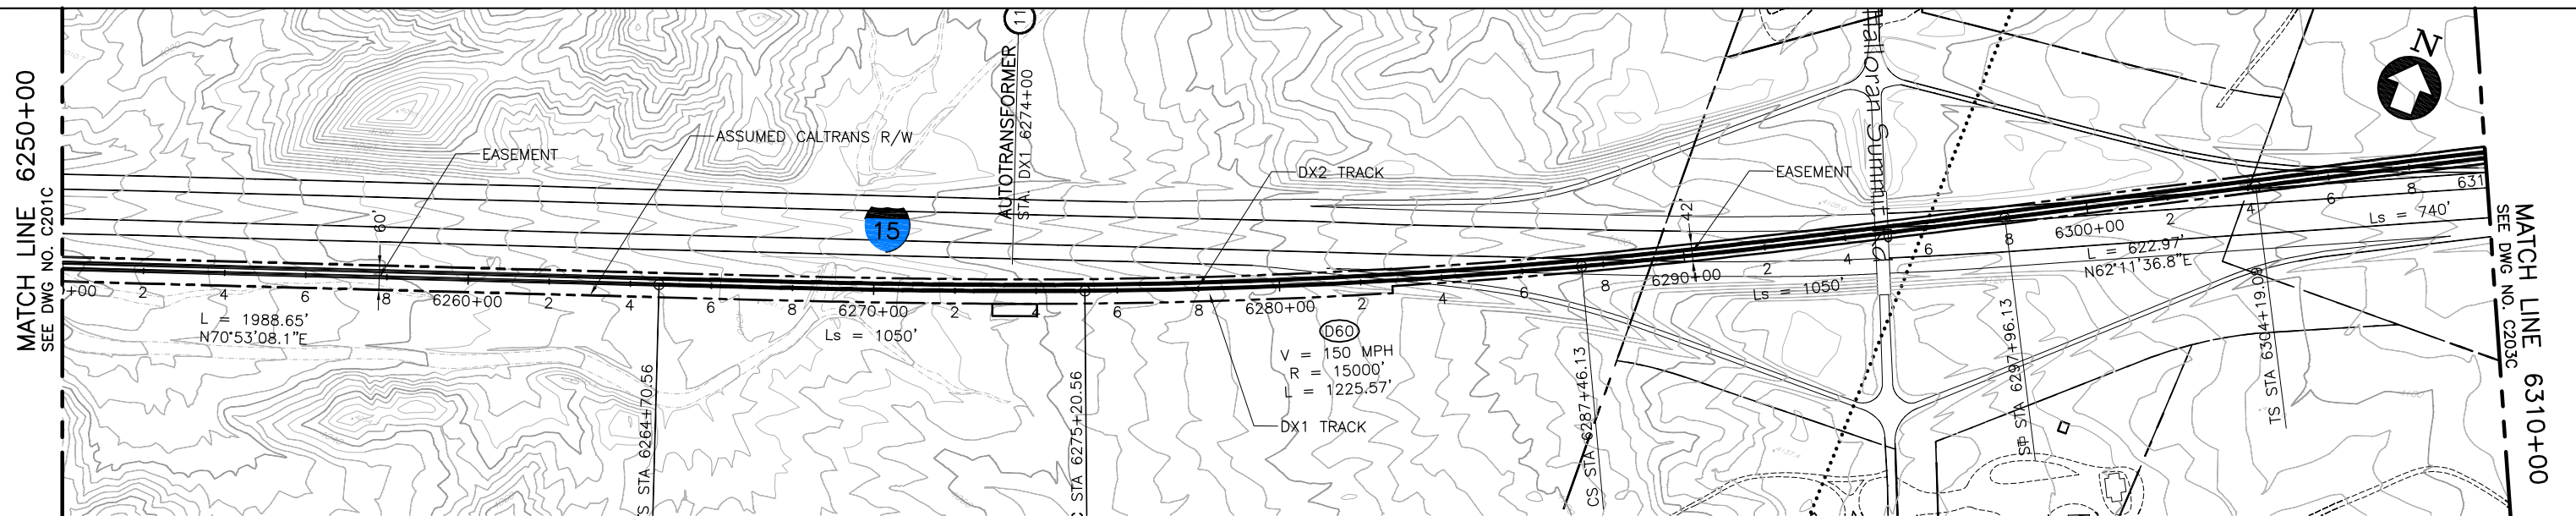 MATCH LINE 6250+00
SEE DWG NO. C201C
60'
EASEMENT
ASSUMED CALTRANS R/W
15
11
AUTOTRANSFORMER
STA. DX1 6274+00
DX2 TRACK
EASEMENT
42'
Halloran Summit Rd
N
+00 2 4 6 8 6260+00 2 4 6 8 6270+00 2 4 6 8 6280+00 2 4 6 8 6290+00 2 4 6 8 6300+00 2 4 6 8 631
L = 1988.65'
N70°53'08.1"E
TS STA 6264+70.56
Ls = 1050'
STA 6275+20.56
D60
V = 150 MPH
R = 15000'
L = 1225.57'
DX1 TRACK
CS STA 6287+46.13
Ls = 1050'
ST STA 6297+96.13
L = 622.97'
N62°11'36.8"E
TS STA 6304+19.09
Ls = 740'
MATCH LINE 6310+00
SEE DWG NO. C203C